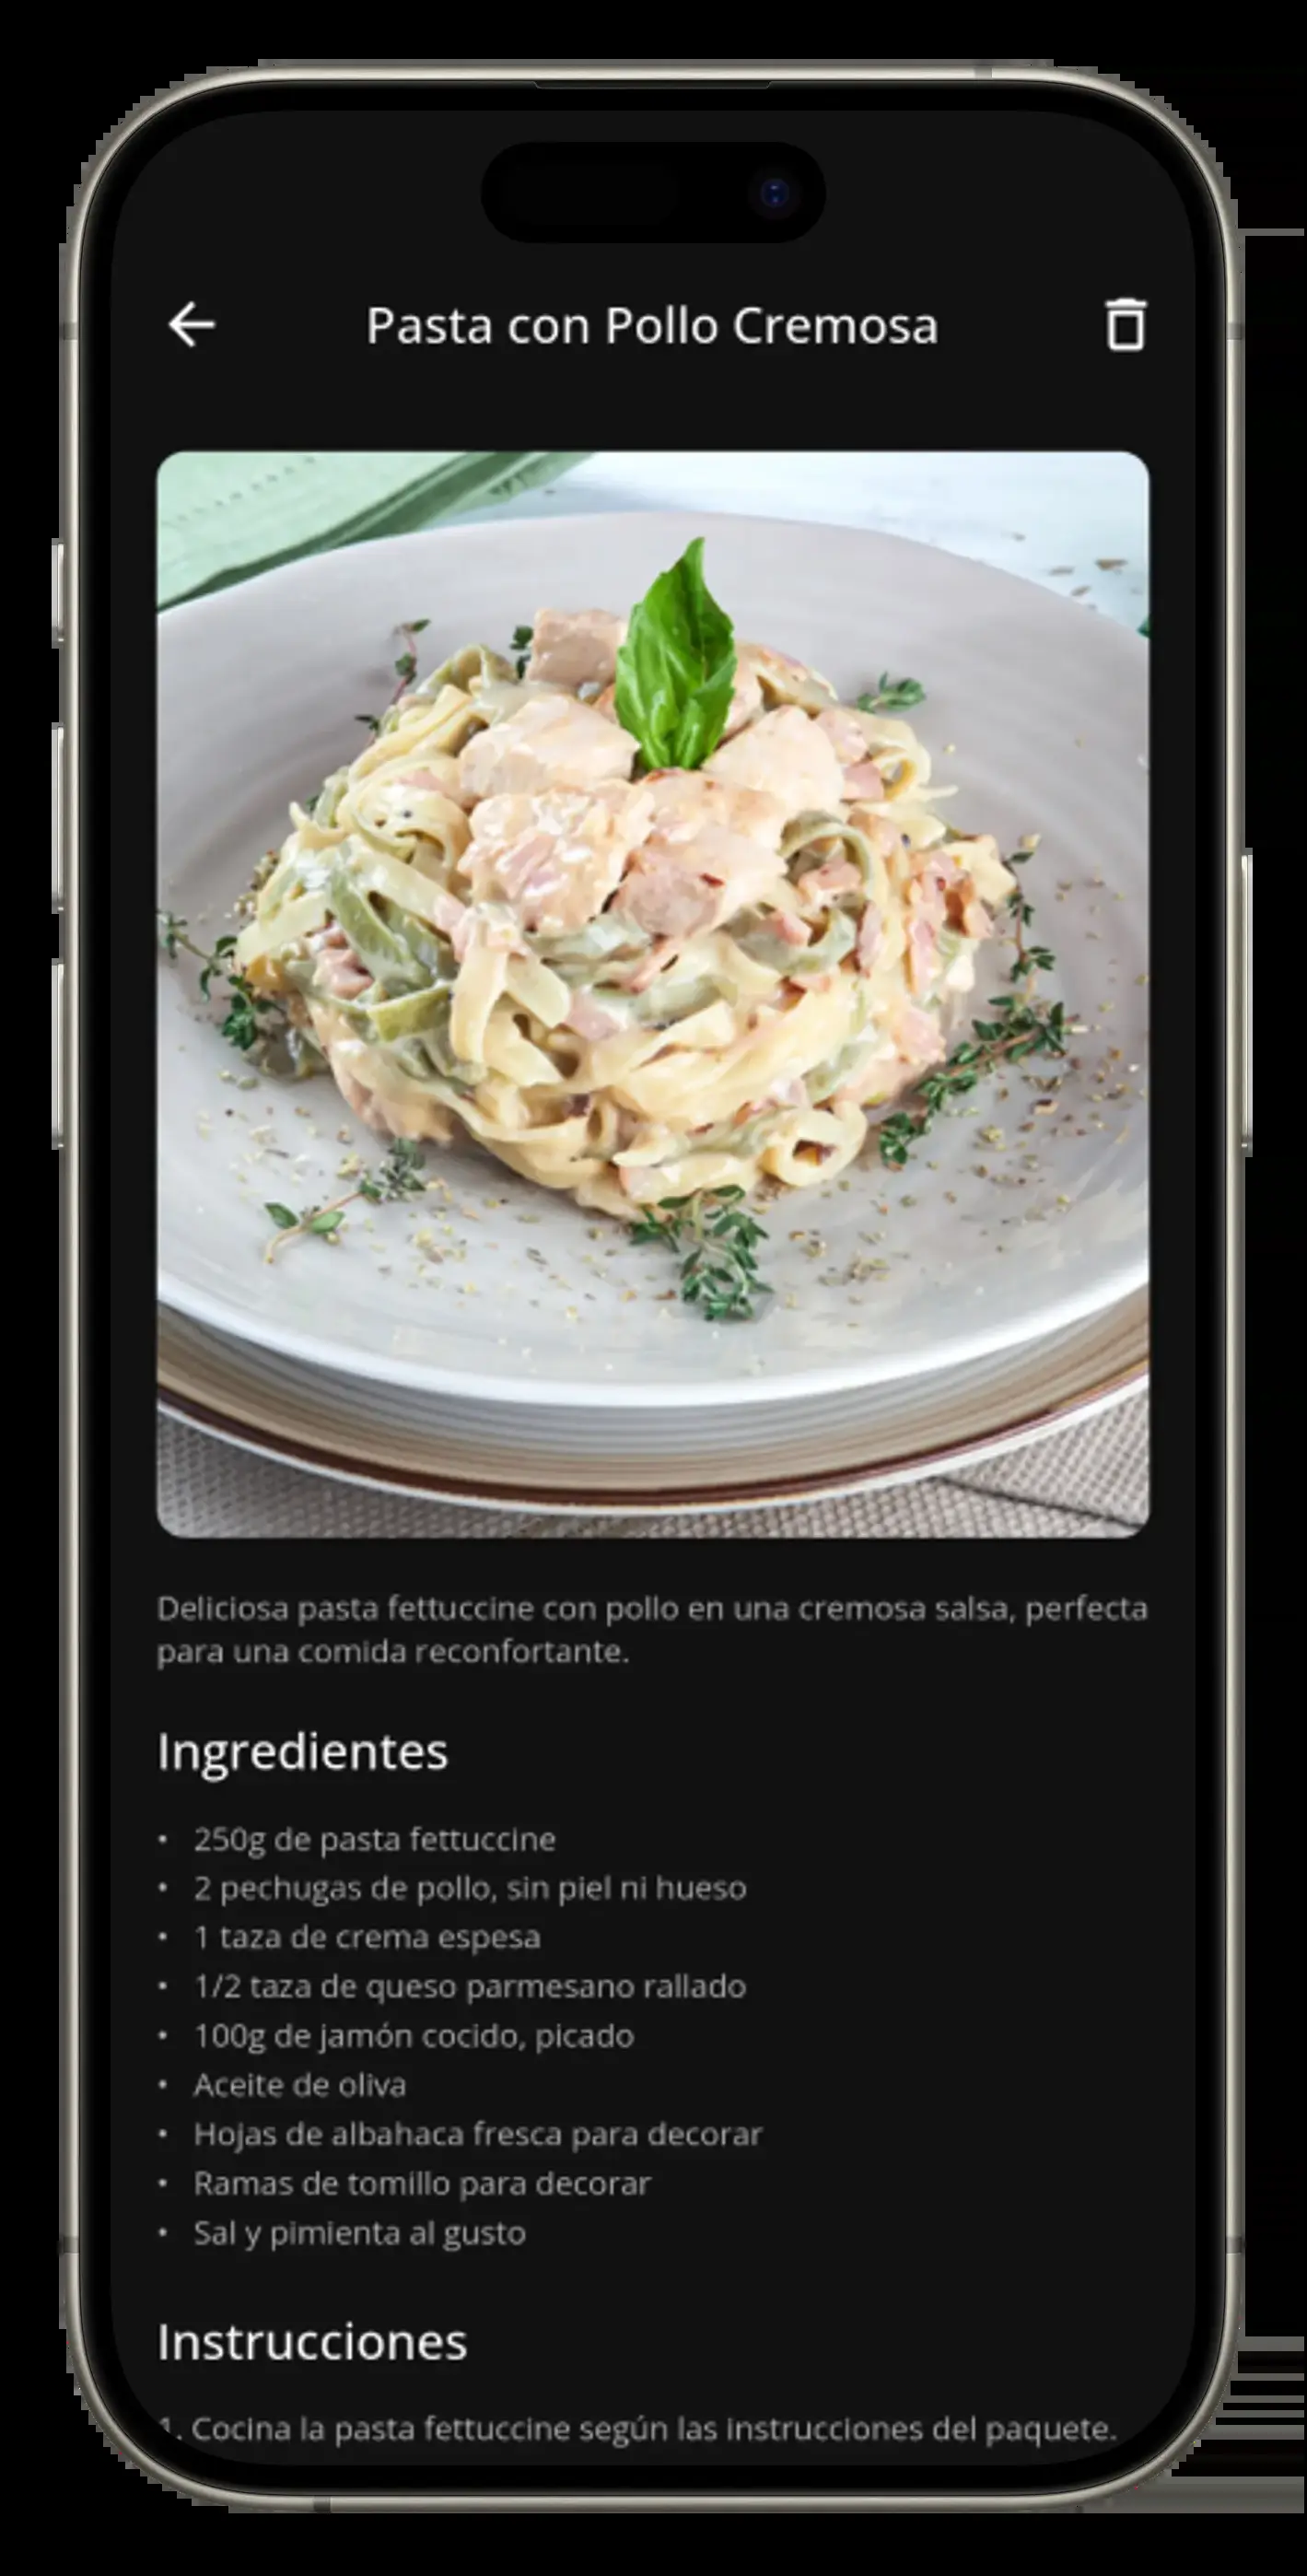 Pasta con Pollo Cremosa
Deliciosa pasta fettuccine con pollo en una cremosa salsa, perfecta
para una comida reconfortante.
Ingredientes
• 250g de pasta fettuccine
• 2 pechugas de pollo, sin piel ni hueso
• 1 taza de crema espesa
• 1/2 taza de queso parmesano rallado
• 100g de jamón cocido, picado
• Aceite de oliva
• Hojas de albahaca fresca para decorar
• Ramas de tomillo para decorar
• Sal y pimienta al gusto
Instrucciones
1. Cocina la pasta fettuccine según las instrucciones del paquete.